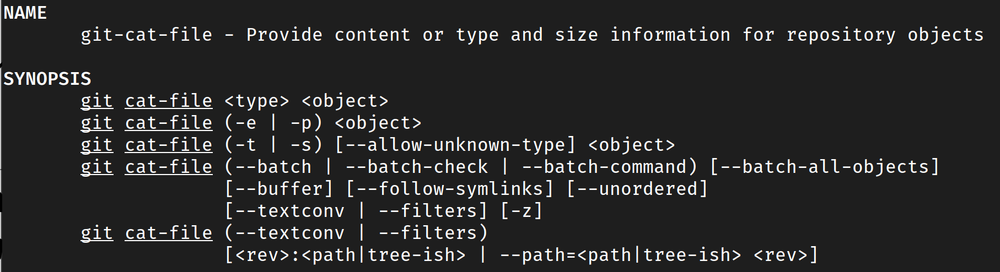 NAME
git-cat-file - Provide content or type and size information for repository objects
SYNOPSIS
git cat-file <type> <object>
git cat-file (-e | -p) <object>
git cat-file (-t | -s) [--allow-unknown-type] <object>
git cat-file (--batch | --batch-check | --batch-command) [--batch-all-objects]
[--buffer] [--follow-symlinks] [--unordered]
[--textconv | --filters] [-z]
git cat-file (--textconv | --filters)
[<rev>:<path|tree-ish> | --path=<path|tree-ish> <rev>]